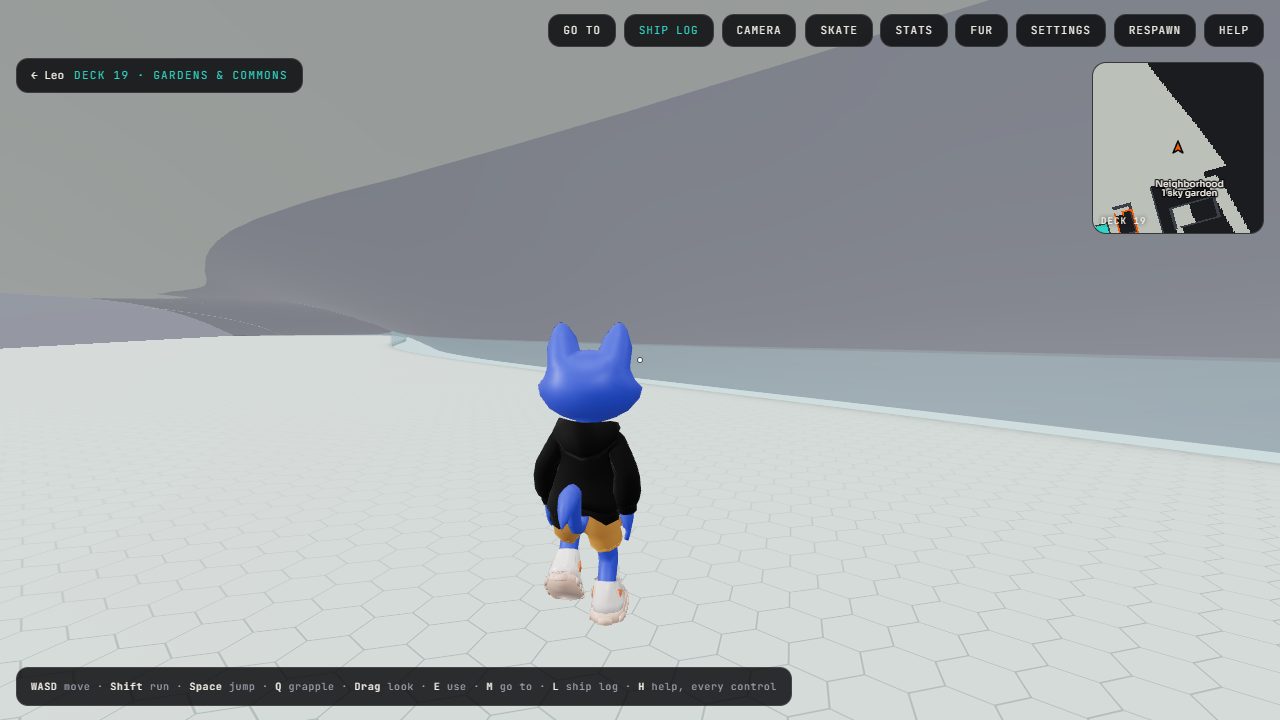 GO TO
SHIP LOG
CAMERA
SKATE
STATS
FUR
SETTINGS
RESPAWN
HELP
← Leo DECK 19 · GARDENS & COMMONS
Neighborhood
1 sky garden
DECK 19
WASD move · Shift run · Space jump · Q grapple · Drag look · E use · M go to · L ship log · H help, every control